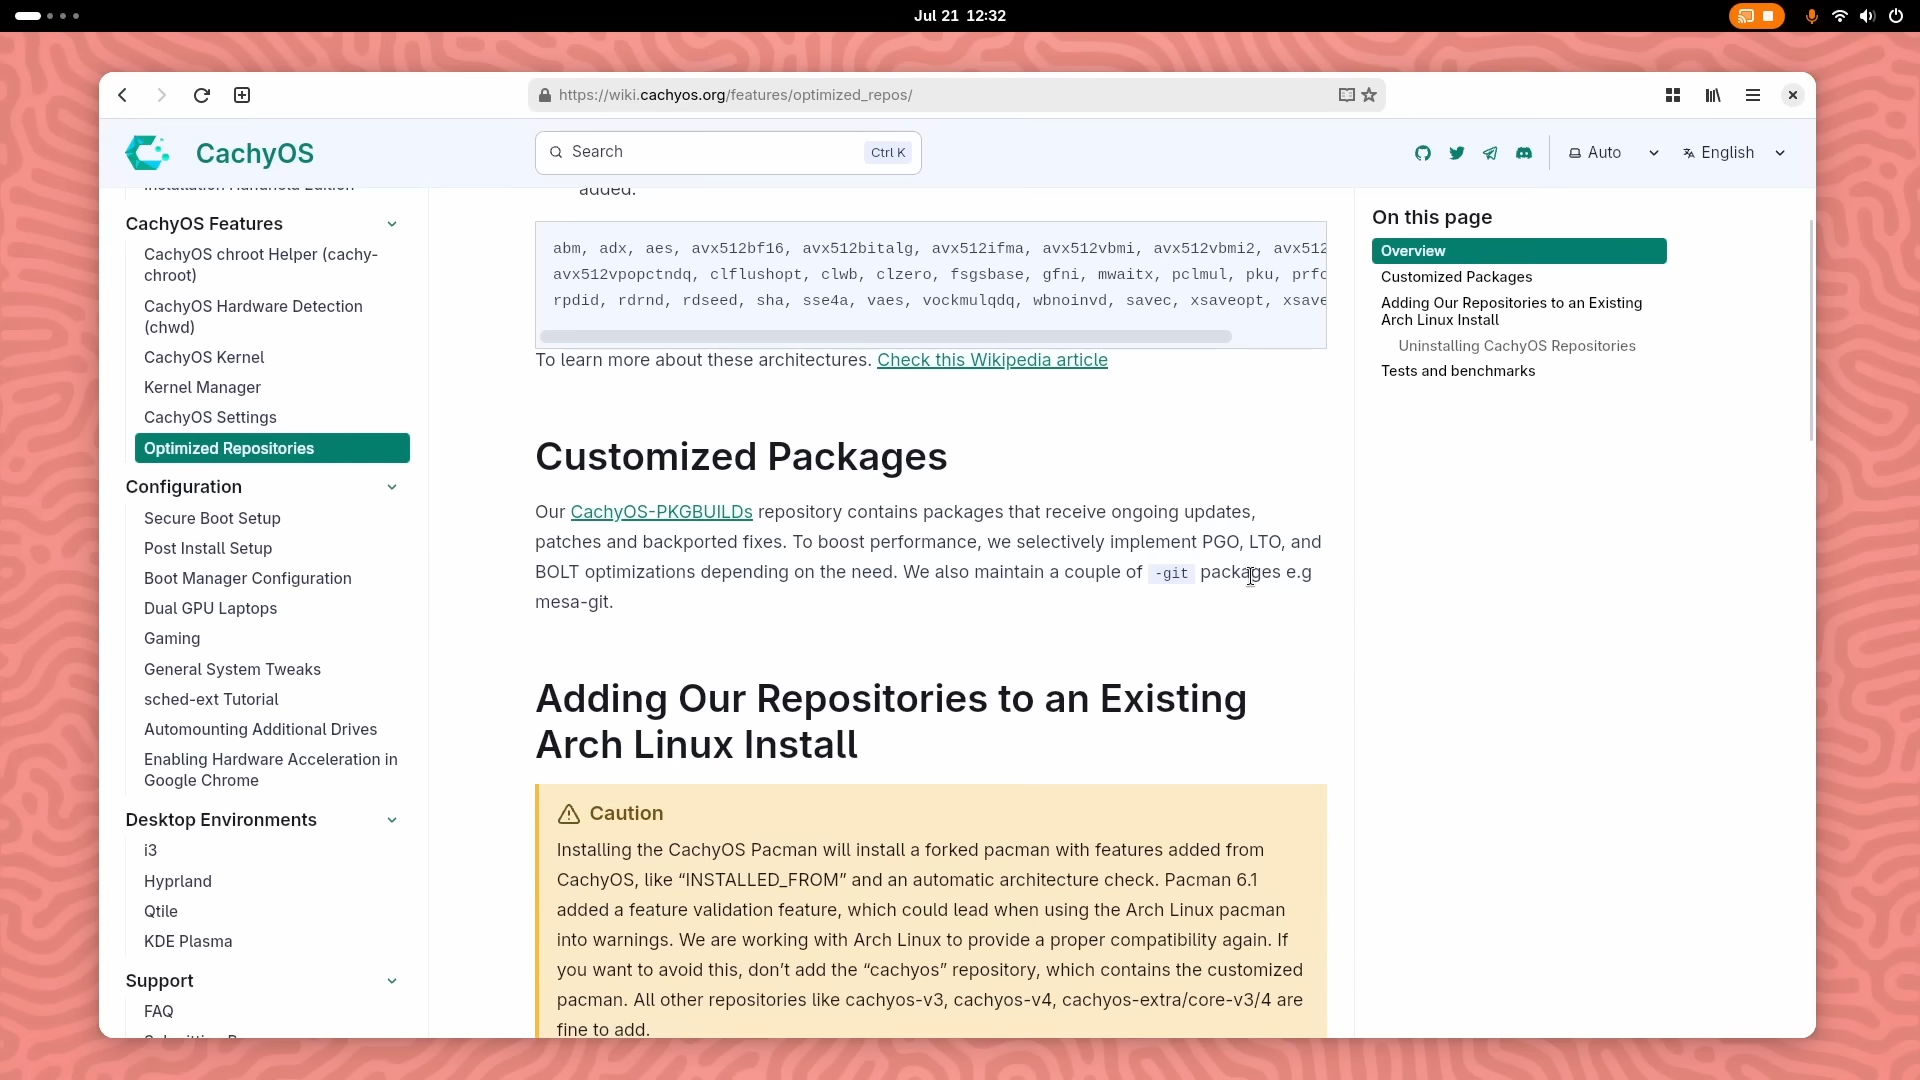 Jul 21 12:32
https://wiki.cachyos.org/features/optimized_repos/
CachyOS
Search
Ctrl K
Auto
English
Installation Handheld Edition
CachyOS Features
CachyOS chroot Helper (cachy-
chroot)
CachyOS Hardware Detection
(chwd)
CachyOS Kernel
Kernel Manager
CachyOS Settings
Optimized Repositories
Configuration
Secure Boot Setup
Post Install Setup
Boot Manager Configuration
Dual GPU Laptops
Gaming
General System Tweaks
sched-ext Tutorial
Automounting Additional Drives
Enabling Hardware Acceleration in
Google Chrome
Desktop Environments
i3
Hyprland
Qtile
KDE Plasma
Support
FAQ
added.
abm, adx, aes, avx512bf16, avx512bitalg, avx512ifma, avx512vbmi, avx512vbmi2, avx512
avx512vpopctndq, clflushopt, clwb, clzero, fsgsbase, gfni, mwaitx, pclmul, pku, prfc
rpdid, rdrnd, rdseed, sha, sse4a, vaes, vockmulqdq, wbnoinvd, savec, xsaveopt, xsave
To learn more about these architectures. Check this Wikipedia article
Customized Packages
Our CachyOS-PKGBUILDs repository contains packages that receive ongoing updates,
patches and backported fixes. To boost performance, we selectively implement PGO, LTO, and
BOLT optimizations depending on the need. We also maintain a couple of -git packages e.g
mesa-git.
Adding Our Repositories to an Existing
Arch Linux Install
Caution
Installing the CachyOS Pacman will install a forked pacman with features added from
CachyOS, like “INSTALLED_FROM” and an automatic architecture check. Pacman 6.1
added a feature validation feature, which could lead when using the Arch Linux pacman
into warnings. We are working with Arch Linux to provide a proper compatibility again. If
you want to avoid this, don’t add the “cachyos” repository, which contains the customized
pacman. All other repositories like cachyos-v3, cachyos-v4, cachyos-extra/core-v3/4 are
fine to add.
On this page
Overview
Customized Packages
Adding Our Repositories to an Existing
Arch Linux Install
Uninstalling CachyOS Repositories
Tests and benchmarks